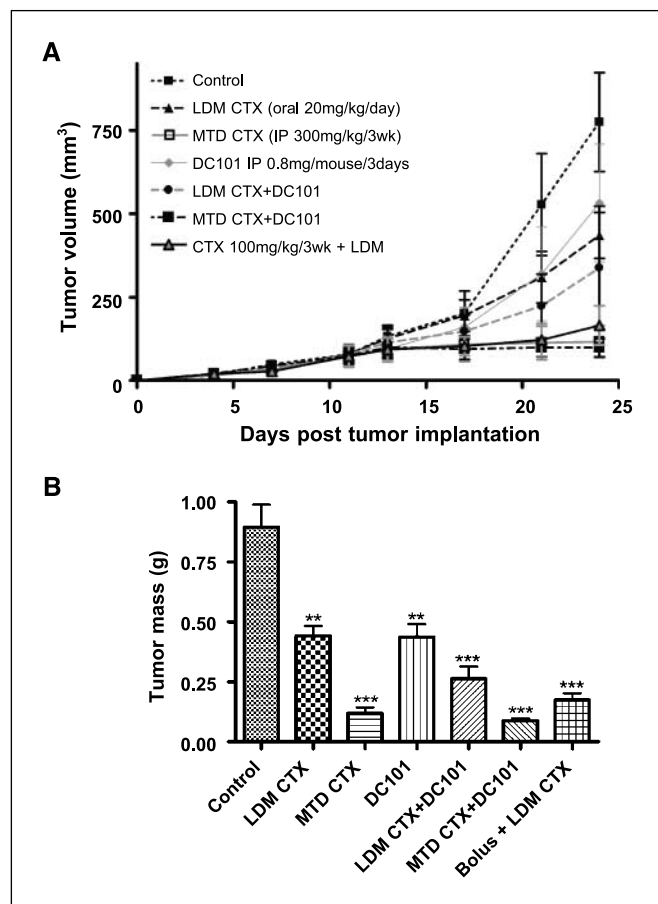 A
Control
LDM CTX (oral 20mg/kg/day)
MTD CTX (IP 300mg/kg/3wk)
DC101 IP 0.8mg/mouse/3days
LDM CTX+DC101
MTD CTX+DC101
CTX 100mg/kg/3wk + LDM
Tumor volume (mm³)
750
500
250
0
0 5 10 15 20 25
Days post tumor implantation
B
Tumor mass (g)
1.00
0.75
0.50
0.25
0.00
** *** ** *** *** ***
Control
LDM CTX
MTD CTX
DC101
LDM CTX+DC101
MTD CTX+DC101
Bolus + LDM CTX